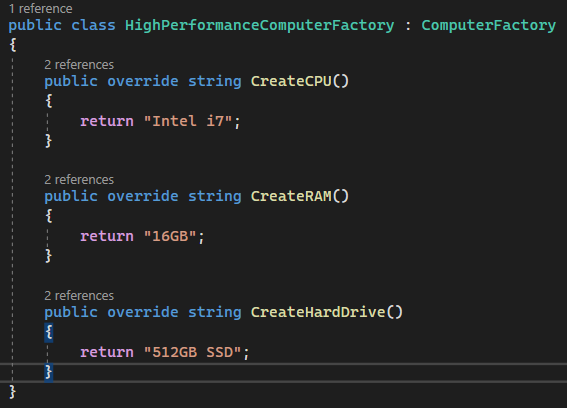 1 reference
public class HighPerformanceComputerFactory : ComputerFactory
{
2 references
public override string CreateCPU()
{
return "Intel i7";
}
2 references
public override string CreateRAM()
{
return "16GB";
}
2 references
public override string CreateHardDrive()
{
return "512GB SSD";
}
}